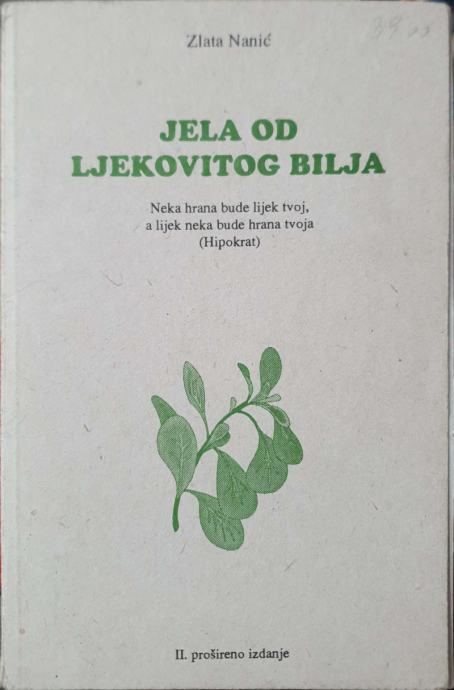 Zlata Nanić
JELA OD
LJEKOVITOG BILJA
Neka hrana bude lijek tvoj,
a lijek neka bude hrana tvoja
(Hipokrat)
II. prošireno izdanje